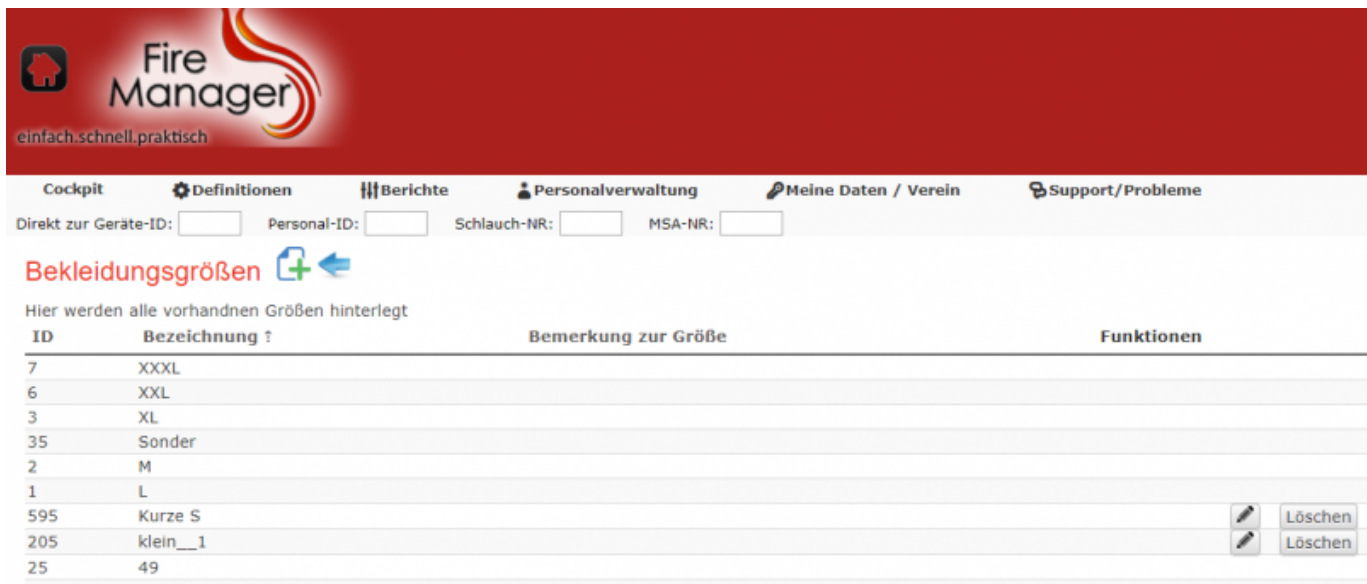 Fire
Manager
einfach.schnell.praktisch
Cockpit Definitionen Berichte Personalverwaltung Meine Daten / Verein Support/Probleme
Direkt zur Geräte-ID: Personal-ID: Schlauch-NR: MSA-NR:
Bekleidungsgrößen
Hier werden alle vorhandnen Größen hinterlegt
ID Bezeichnung ↑ Bemerkung zur Größe Funktionen
7 XXXL
6 XXL
3 XL
35 Sonder
2 M
1 L
595 Kurze S Löschen
205 klein__1 Löschen
25 49